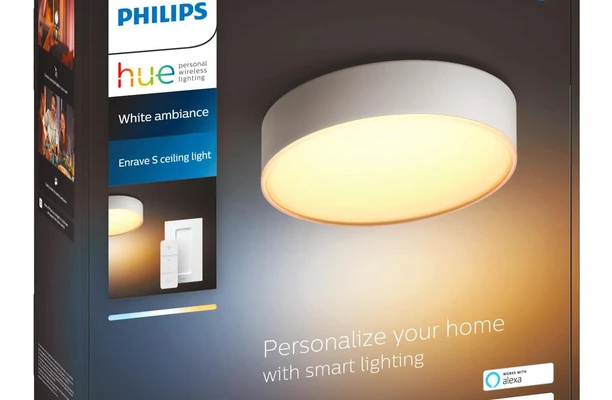 PHILIPS
hue personal
wireless
lighting
White ambiance
Enrave S ceiling light
Personalize your home
with smart lighting
WORKS WITH
alexa